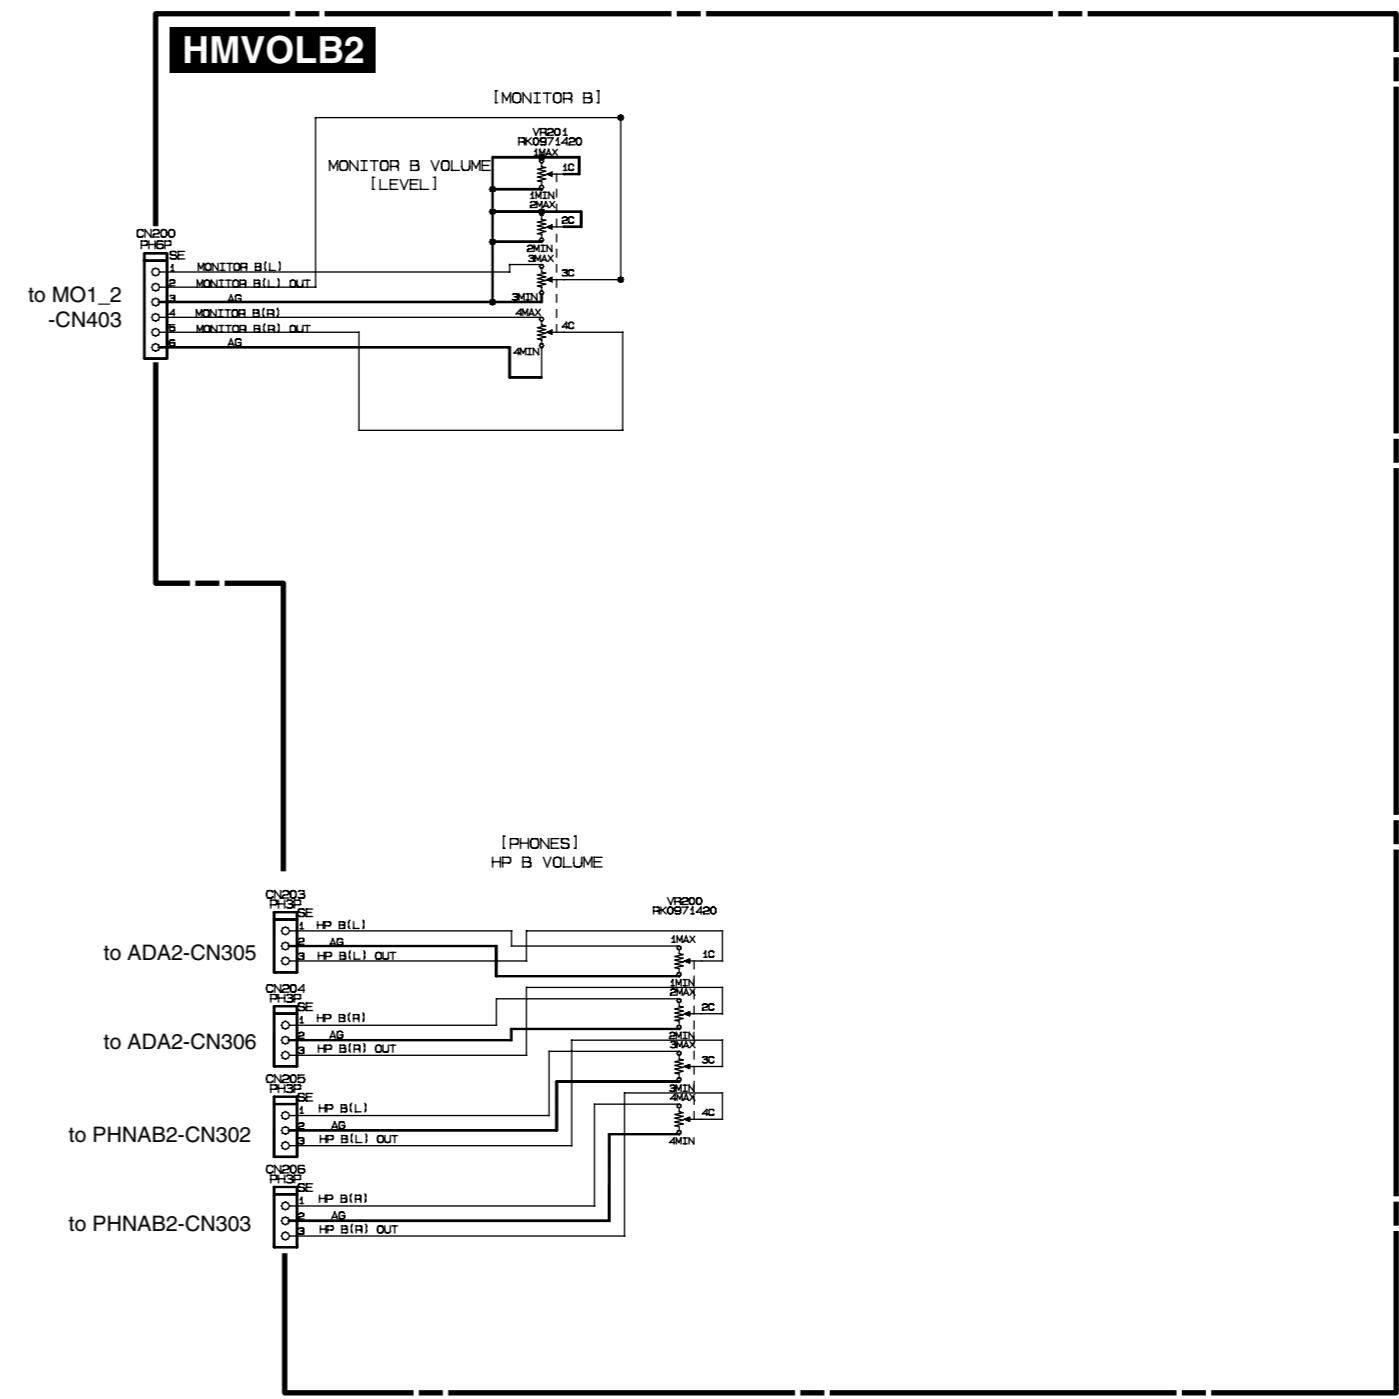 HMVOLB2
[MONITOR B]
VR201
RK0971420
MONITOR B VOLUME
[LEVEL]
1MAX
1C
1MIN
2MAX
2C
2MIN
3MAX
3C
3MIN
4MAX
4C
4MIN
CN200
PH6P
SE
to MO1_2
-CN403
1 MONITOR B(L)
2 MONITOR B(L) OUT
3 AG
4 MONITOR B(R)
5 MONITOR B(R) OUT
6 AG
[PHONES]
HP B VOLUME
VR200
RK0971420
1MAX
1C
1MIN
2MAX
2C
2MIN
3MAX
3C
3MIN
4MAX
4C
4MIN
CN203
PH3P
SE
to ADA2-CN305
1 HP B(L)
2 AG
3 HP B(L) OUT
CN204
PH3P
SE
to ADA2-CN306
1 HP B(R)
2 AG
3 HP B(R) OUT
CN205
PH3P
SE
to PHNAB2-CN302
1 HP B(L)
2 AG
3 HP B(L) OUT
CN206
PH3P
SE
to PHNAB2-CN303
1 HP B(R)
2 AG
3 HP B(R) OUT